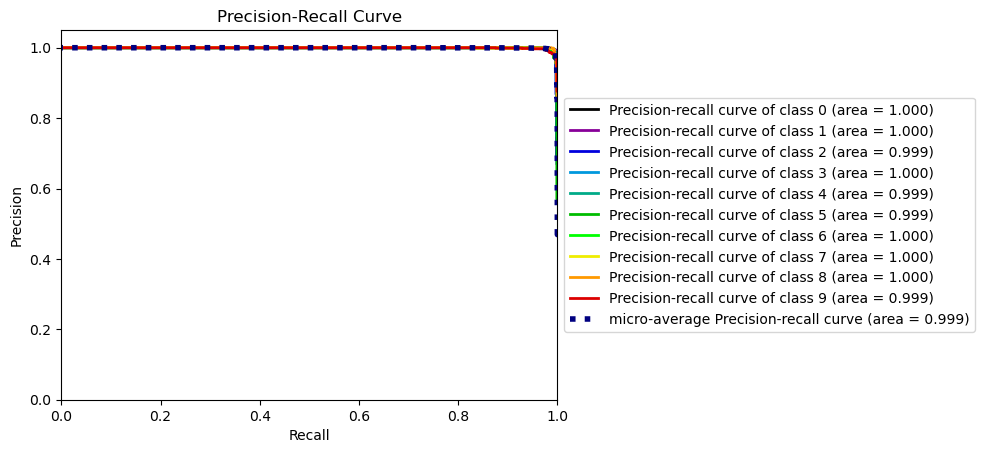 Precision-Recall Curve
1.0
0.8
0.6
0.4
0.2
0.0
Precision
0.0 0.2 0.4 0.6 0.8 1.0
Recall
Precision-recall curve of class 0 (area = 1.000)
Precision-recall curve of class 1 (area = 1.000)
Precision-recall curve of class 2 (area = 0.999)
Precision-recall curve of class 3 (area = 1.000)
Precision-recall curve of class 4 (area = 0.999)
Precision-recall curve of class 5 (area = 0.999)
Precision-recall curve of class 6 (area = 1.000)
Precision-recall curve of class 7 (area = 1.000)
Precision-recall curve of class 8 (area = 1.000)
Precision-recall curve of class 9 (area = 0.999)
micro-average Precision-recall curve (area = 0.999)